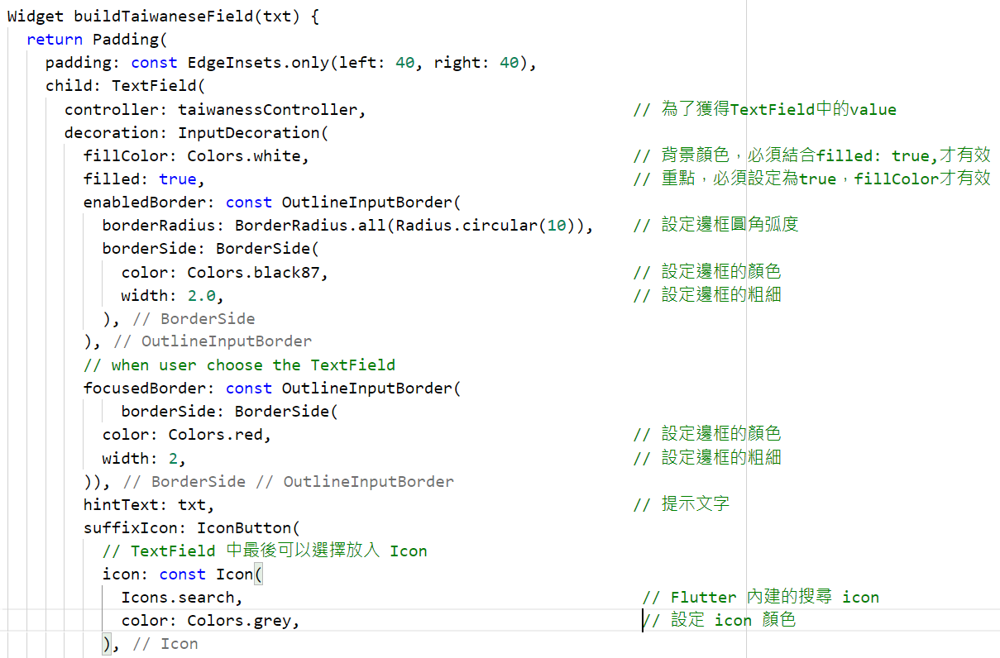 Widget buildTaiwaneseField(txt) {
return Padding(
padding: const EdgeInsets.only(left: 40, right: 40),
child: TextField(
controller: taiwanessController, // 為了獲得TextField中的value
decoration: InputDecoration(
fillColor: Colors.white, // 背景顏色，必須結合filled: true,才有效
filled: true, // 重點，必須設定為true，fillColor才有效
enabledBorder: const OutlineInputBorder(
borderRadius: BorderRadius.all(Radius.circular(10)), // 設定邊框圓角弧度
borderSide: BorderSide(
color: Colors.black87, // 設定邊框的顏色
width: 2.0, // 設定邊框的粗細
), // BorderSide
), // OutlineInputBorder
// when user choose the TextField
focusedBorder: const OutlineInputBorder(
borderSide: BorderSide(
color: Colors.red, // 設定邊框的顏色
width: 2, // 設定邊框的粗細
)), // BorderSide // OutlineInputBorder
hintText: txt, // 提示文字
suffixIcon: IconButton(
// TextField 中最後可以選擇放入 Icon
icon: const Icon(
Icons.search, // Flutter 內建的搜尋 icon
color: Colors.grey, // 設定 icon 顏色
), // Icon